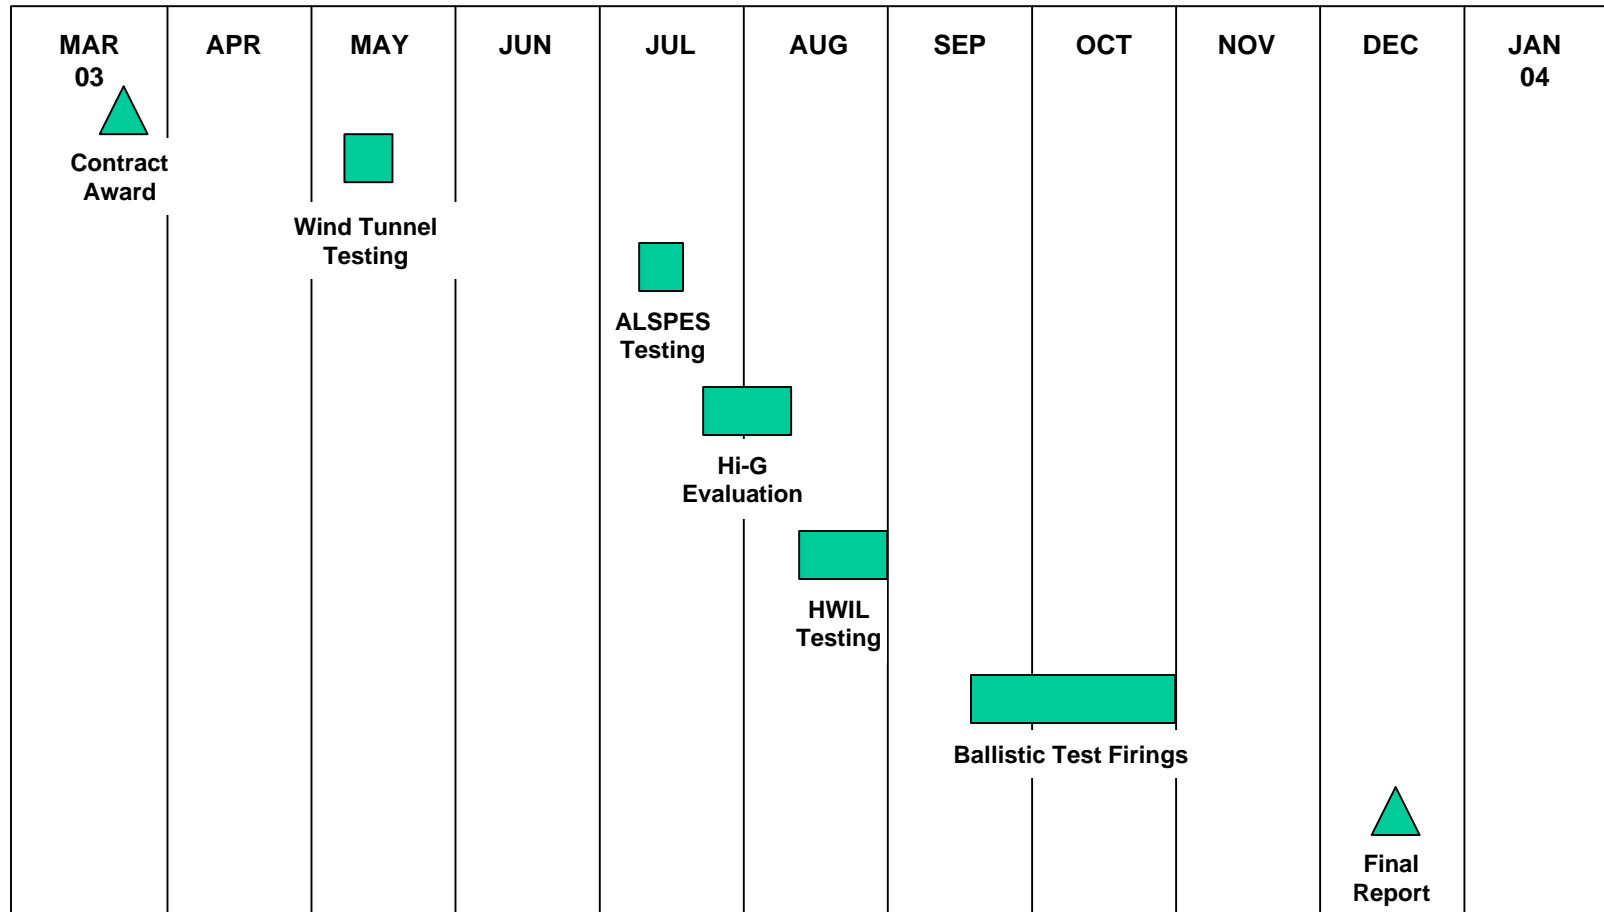 MAR
03
APR
MAY
JUN
JUL
AUG
SEP
OCT
NOV
DEC
JAN
04
Contract
Award
Wind Tunnel
Testing
ALSPES
Testing
Hi-G
Evaluation
HWIL
Testing
Ballistic Test Firings
Final
Report